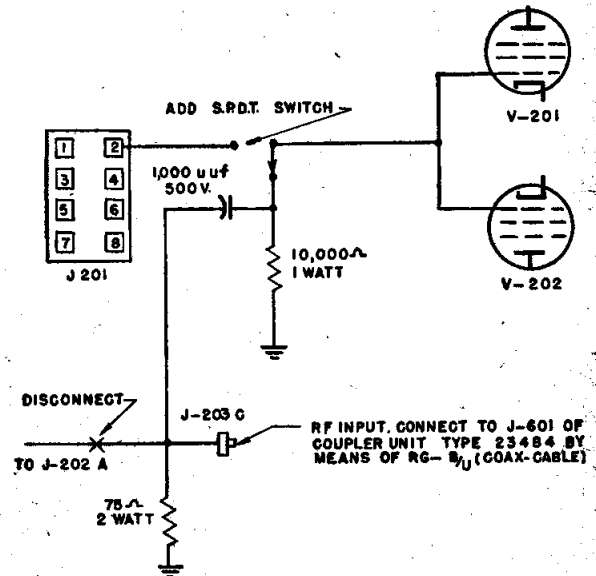 V-201
ADD S.P.D.T. SWITCH
1 2
3 4
5 6
7 8
J 201
1,000 uuf
500 V.
10,000Ω
1 WATT
V-202
DISCONNECT
J-203 C
TO J-202 A
RF INPUT. CONNECT TO J-601 OF
COUPLER UNIT TYPE 23484 BY
MEANS OF RG-8/U (COAX-CABLE)
75Ω
2 WATT